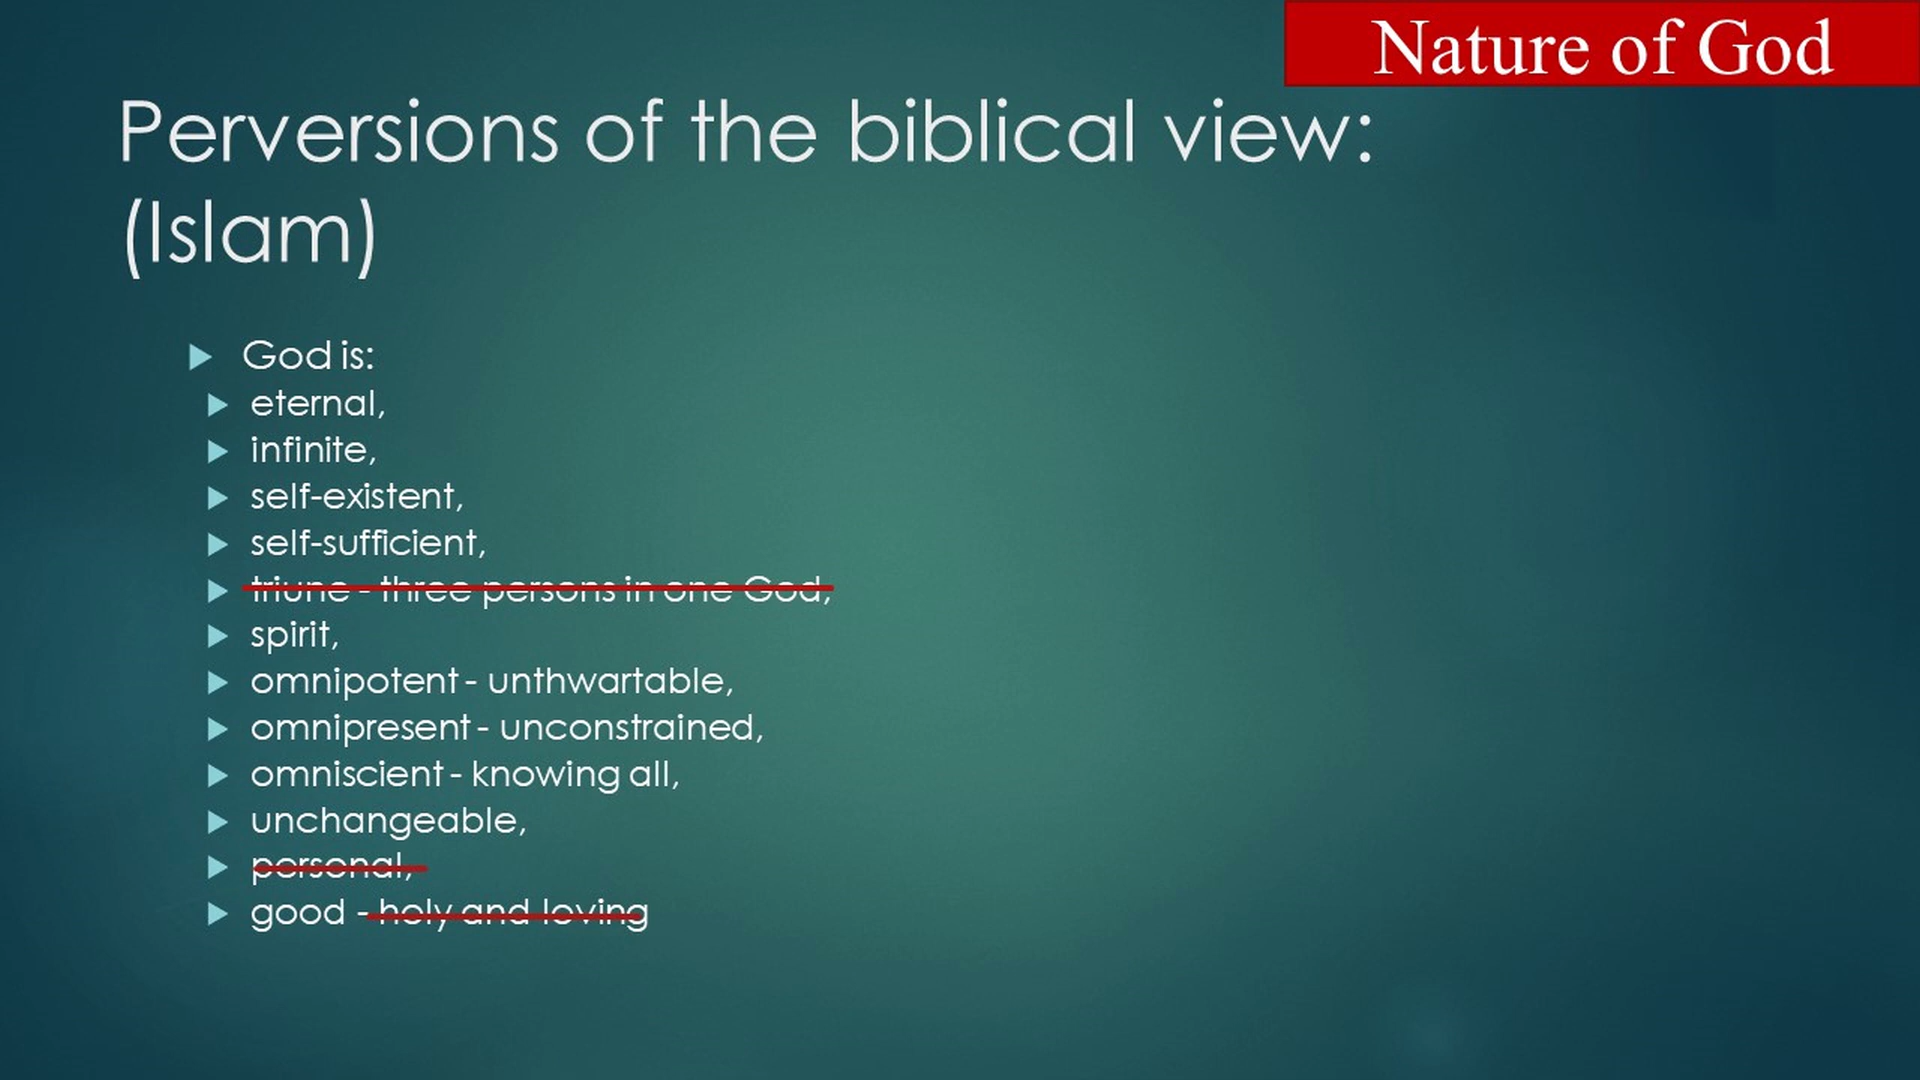 Nature of God
Perversions of the biblical view:
(Islam)
God is:
eternal,
infinite,
self-existent,
self-sufficient,
triune - three persons in one God,
spirit,
omnipotent - unthwartable,
omnipresent - unconstrained,
omniscient - knowing all,
unchangeable,
personal,
good - holy and loving